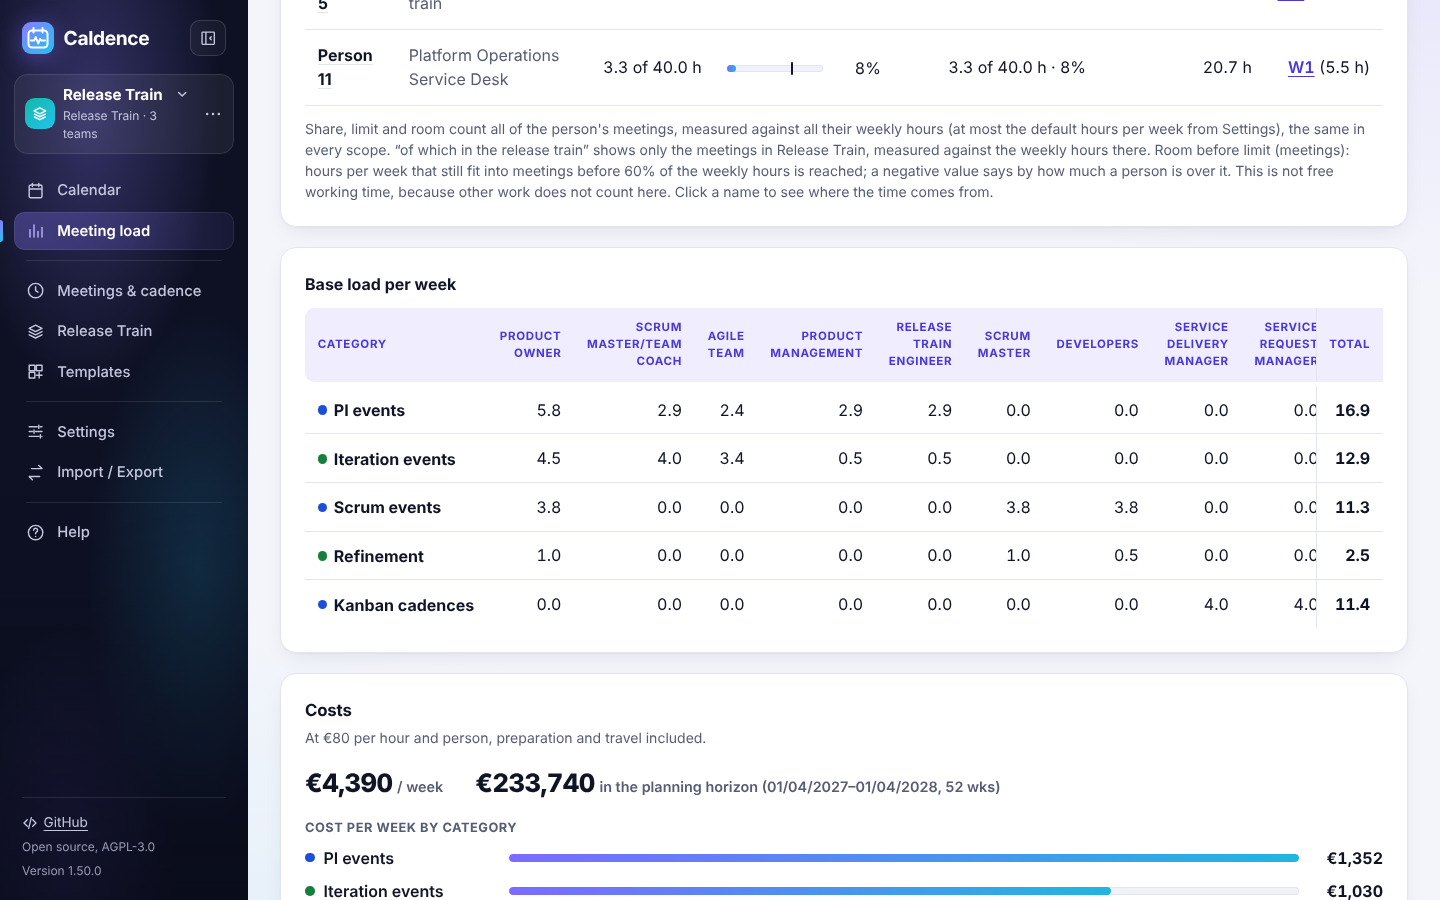 Caldence
Release Train
Release Train · 3
teams
Calendar
Meeting load
Meetings & cadence
Release Train
Templates
Settings
Import / Export
Help
GitHub
Open source, AGPL-3.0
Version 1.50.0
5 train
Person 11 Platform Operations Service Desk 3.3 of 40.0 h 8% 3.3 of 40.0 h · 8% 20.7 h W1 (5.5 h)
Share, limit and room count all of the person's meetings, measured against all their weekly hours (at most the default hours per week from Settings), the same in
every scope. “of which in the release train” shows only the meetings in Release Train, measured against the weekly hours there. Room before limit (meetings):
hours per week that still fit into meetings before 60% of the weekly hours is reached; a negative value says by how much a person is over it. This is not free
working time, because other work does not count here. Click a name to see where the time comes from.
Base load per week
CATEGORY PRODUCT OWNER SCRUM MASTER/TEAM COACH AGILE TEAM PRODUCT MANAGEMENT RELEASE TRAIN ENGINEER SCRUM MASTER DEVELOPERS SERVICE DELIVERY MANAGER SERVICE REQUEST MANAGER TOTAL
PI events 5.8 2.9 2.4 2.9 2.9 0.0 0.0 0.0 0.0 16.9
Iteration events 4.5 4.0 3.4 0.5 0.5 0.0 0.0 0.0 0.0 12.9
Scrum events 3.8 0.0 0.0 0.0 0.0 3.8 3.8 0.0 0.0 11.3
Refinement 1.0 0.0 0.0 0.0 0.0 1.0 0.5 0.0 0.0 2.5
Kanban cadences 0.0 0.0 0.0 0.0 0.0 0.0 0.0 4.0 4.0 11.4
Costs
At €80 per hour and person, preparation and travel included.
€4,390 / week €233,740 in the planning horizon (01/04/2027–01/04/2028, 52 wks)
COST PER WEEK BY CATEGORY
PI events €1,352
Iteration events €1,030